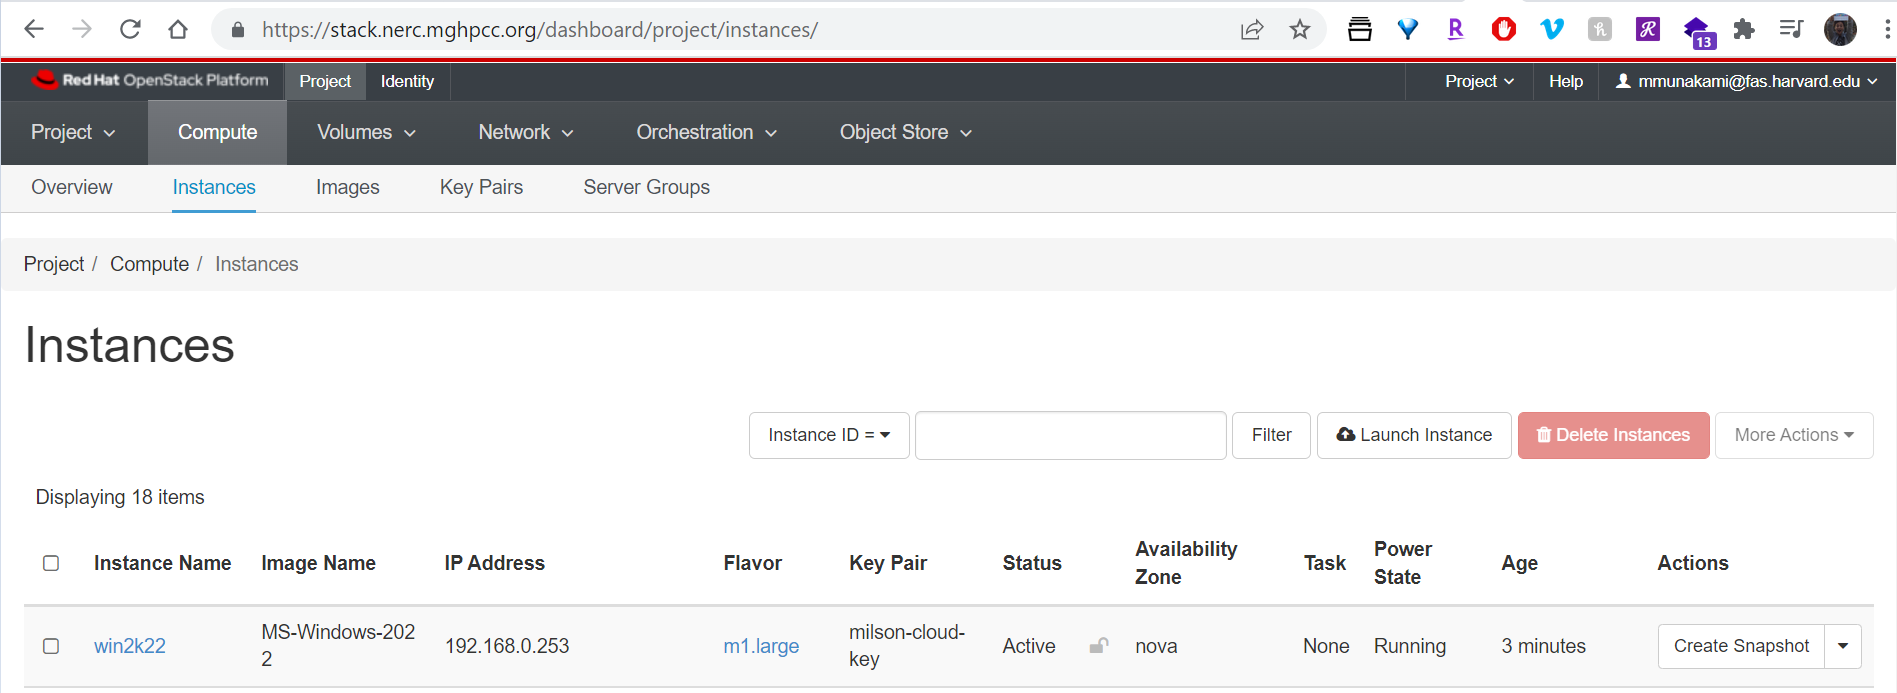 https://stack.nerc.mghpcc.org/dashboard/project/instances/
13
Red Hat OpenStack Platform Project Identity Project Help mmunakami@fas.harvard.edu
Project Compute Volumes Network Orchestration Object Store
Overview Instances Images Key Pairs Server Groups
Project / Compute / Instances
Instances
Instance ID = Filter Launch Instance Delete Instances More Actions
Displaying 18 items
Instance Name Image Name IP Address Flavor Key Pair Status Availability Zone Task Power State Age Actions
win2k22 MS-Windows-2022 192.168.0.253 m1.large milson-cloud-key Active nova None Running 3 minutes Create Snapshot